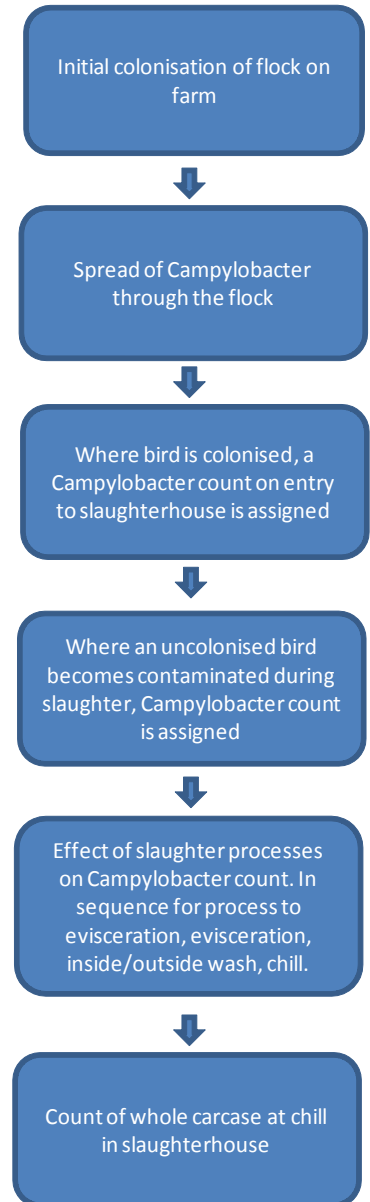 Initial colonisation of flock on
farm
Spread of Campylobacter
through the flock
Where bird is colonised, a
Campylobacter count on entry
to slaughterhouse is assigned
Where an uncolonised bird
becomes contaminated during
slaughter, Campylobacter count
is assigned
Effect of slaughter processes
on Campylobacter count. In
sequence for process to
evisceration, evisceration,
inside/outside wash, chill.
Count of whole carcase at chill
in slaughterhouse